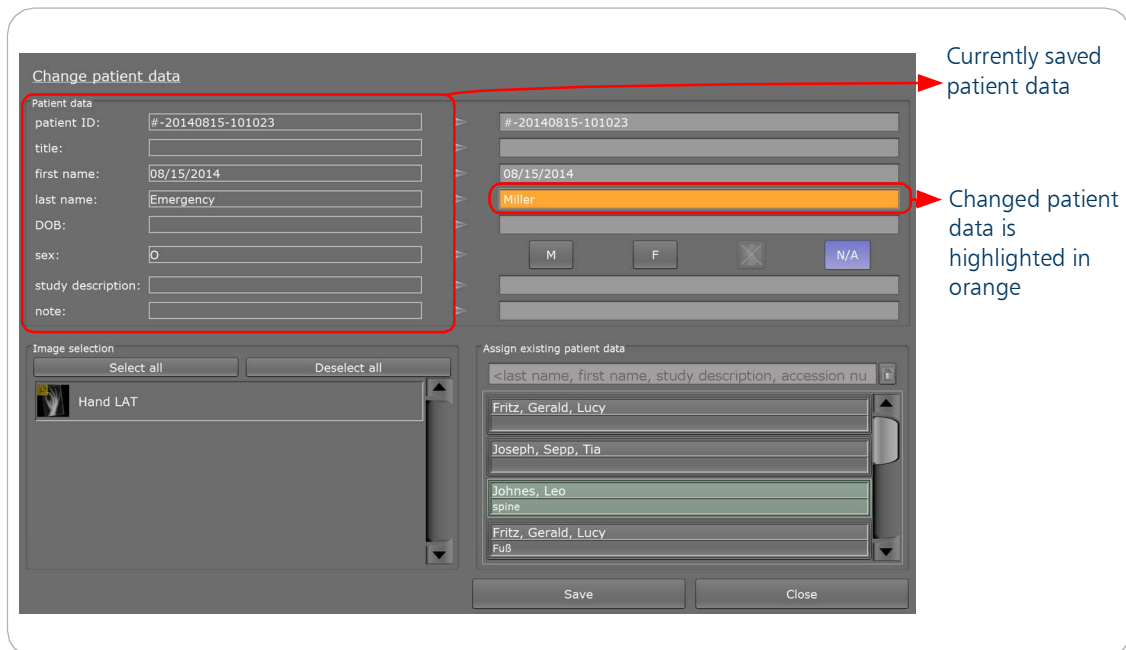 Change patient data
Patient data
patient ID: #-20140815-101023 #-20140815-101023
title:
first name: 08/15/2014 08/15/2014
last name: Emergency Miller
DOB:
sex: O M F N/A
study description:
note:
Currently saved
patient data
Changed patient
data is
highlighted in
orange
Image selection
Select all Deselect all
Hand LAT
Assign existing patient data
<last name, first name, study description, accession nu
Fritz, Gerald, Lucy
Joseph, Sepp, Tia
Johnes, Leo
spine
Fritz, Gerald, Lucy
Fuß
Save Close